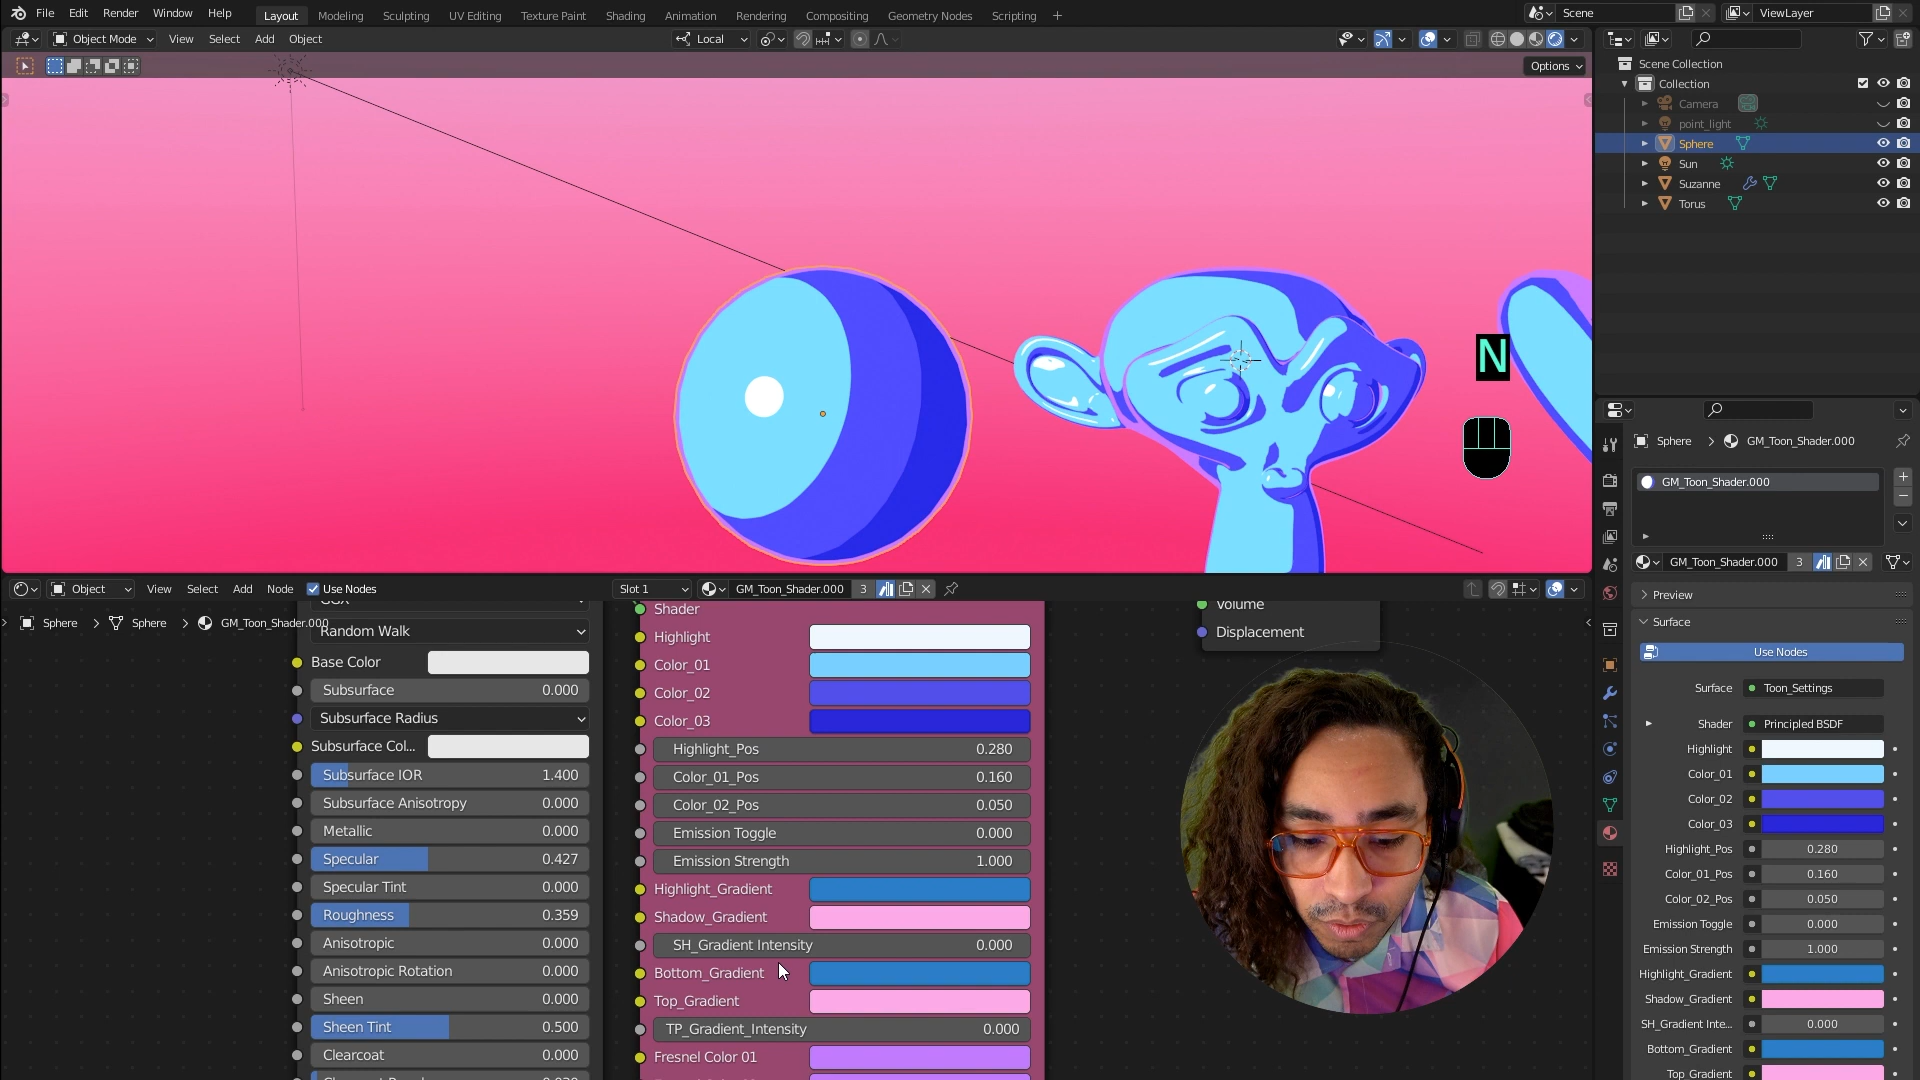 File Edit Render Window Help
Layout Modeling Sculpting UV Editing Texture Paint Shading Animation Rendering Compositing Geometry Nodes Scripting +
Scene
ViewLayer
Object Mode View Select Add Object
Local
Options
Scene Collection
Collection
Camera
point_light
Sphere
Sun
Suzanne
Torus
N
Sphere > GM_Toon_Shader.000
GM_Toon_Shader.000
GM_Toon_Shader.000 3
Preview
Surface
Use Nodes
Surface Toon_Settings
Shader Principled BSDF
Highlight
Color_01
Color_02
Color_03
Highlight_Pos 0.280
Color_01_Pos 0.160
Color_02_Pos 0.050
Emission Toggle 0.000
Emission Strength 1.000
Highlight_Gradient
Shadow_Gradient
SH_Gradient Inte... 0.000
Bottom_Gradient
Top_Gradient
Object View Select Add Node Use Nodes
Slot 1
GM_Toon_Shader.000 3
Sphere > Sphere > GM_Toon_Shader.000
Random Walk
Base Color
Subsurface 0.000
Subsurface Radius
Subsurface Col...
Subsurface IOR 1.400
Subsurface Anisotropy 0.000
Metallic 0.000
Specular 0.427
Specular Tint 0.000
Roughness 0.359
Anisotropic 0.000
Anisotropic Rotation 0.000
Sheen 0.000
Sheen Tint 0.500
Clearcoat 0.000
Shader
Highlight
Color_01
Color_02
Color_03
Highlight_Pos 0.280
Color_01_Pos 0.160
Color_02_Pos 0.050
Emission Toggle 0.000
Emission Strength 1.000
Highlight_Gradient
Shadow_Gradient
SH_Gradient Intensity 0.000
Bottom_Gradient
Top_Gradient
TP_Gradient_Intensity 0.000
Fresnel Color 01
Volume
Displacement